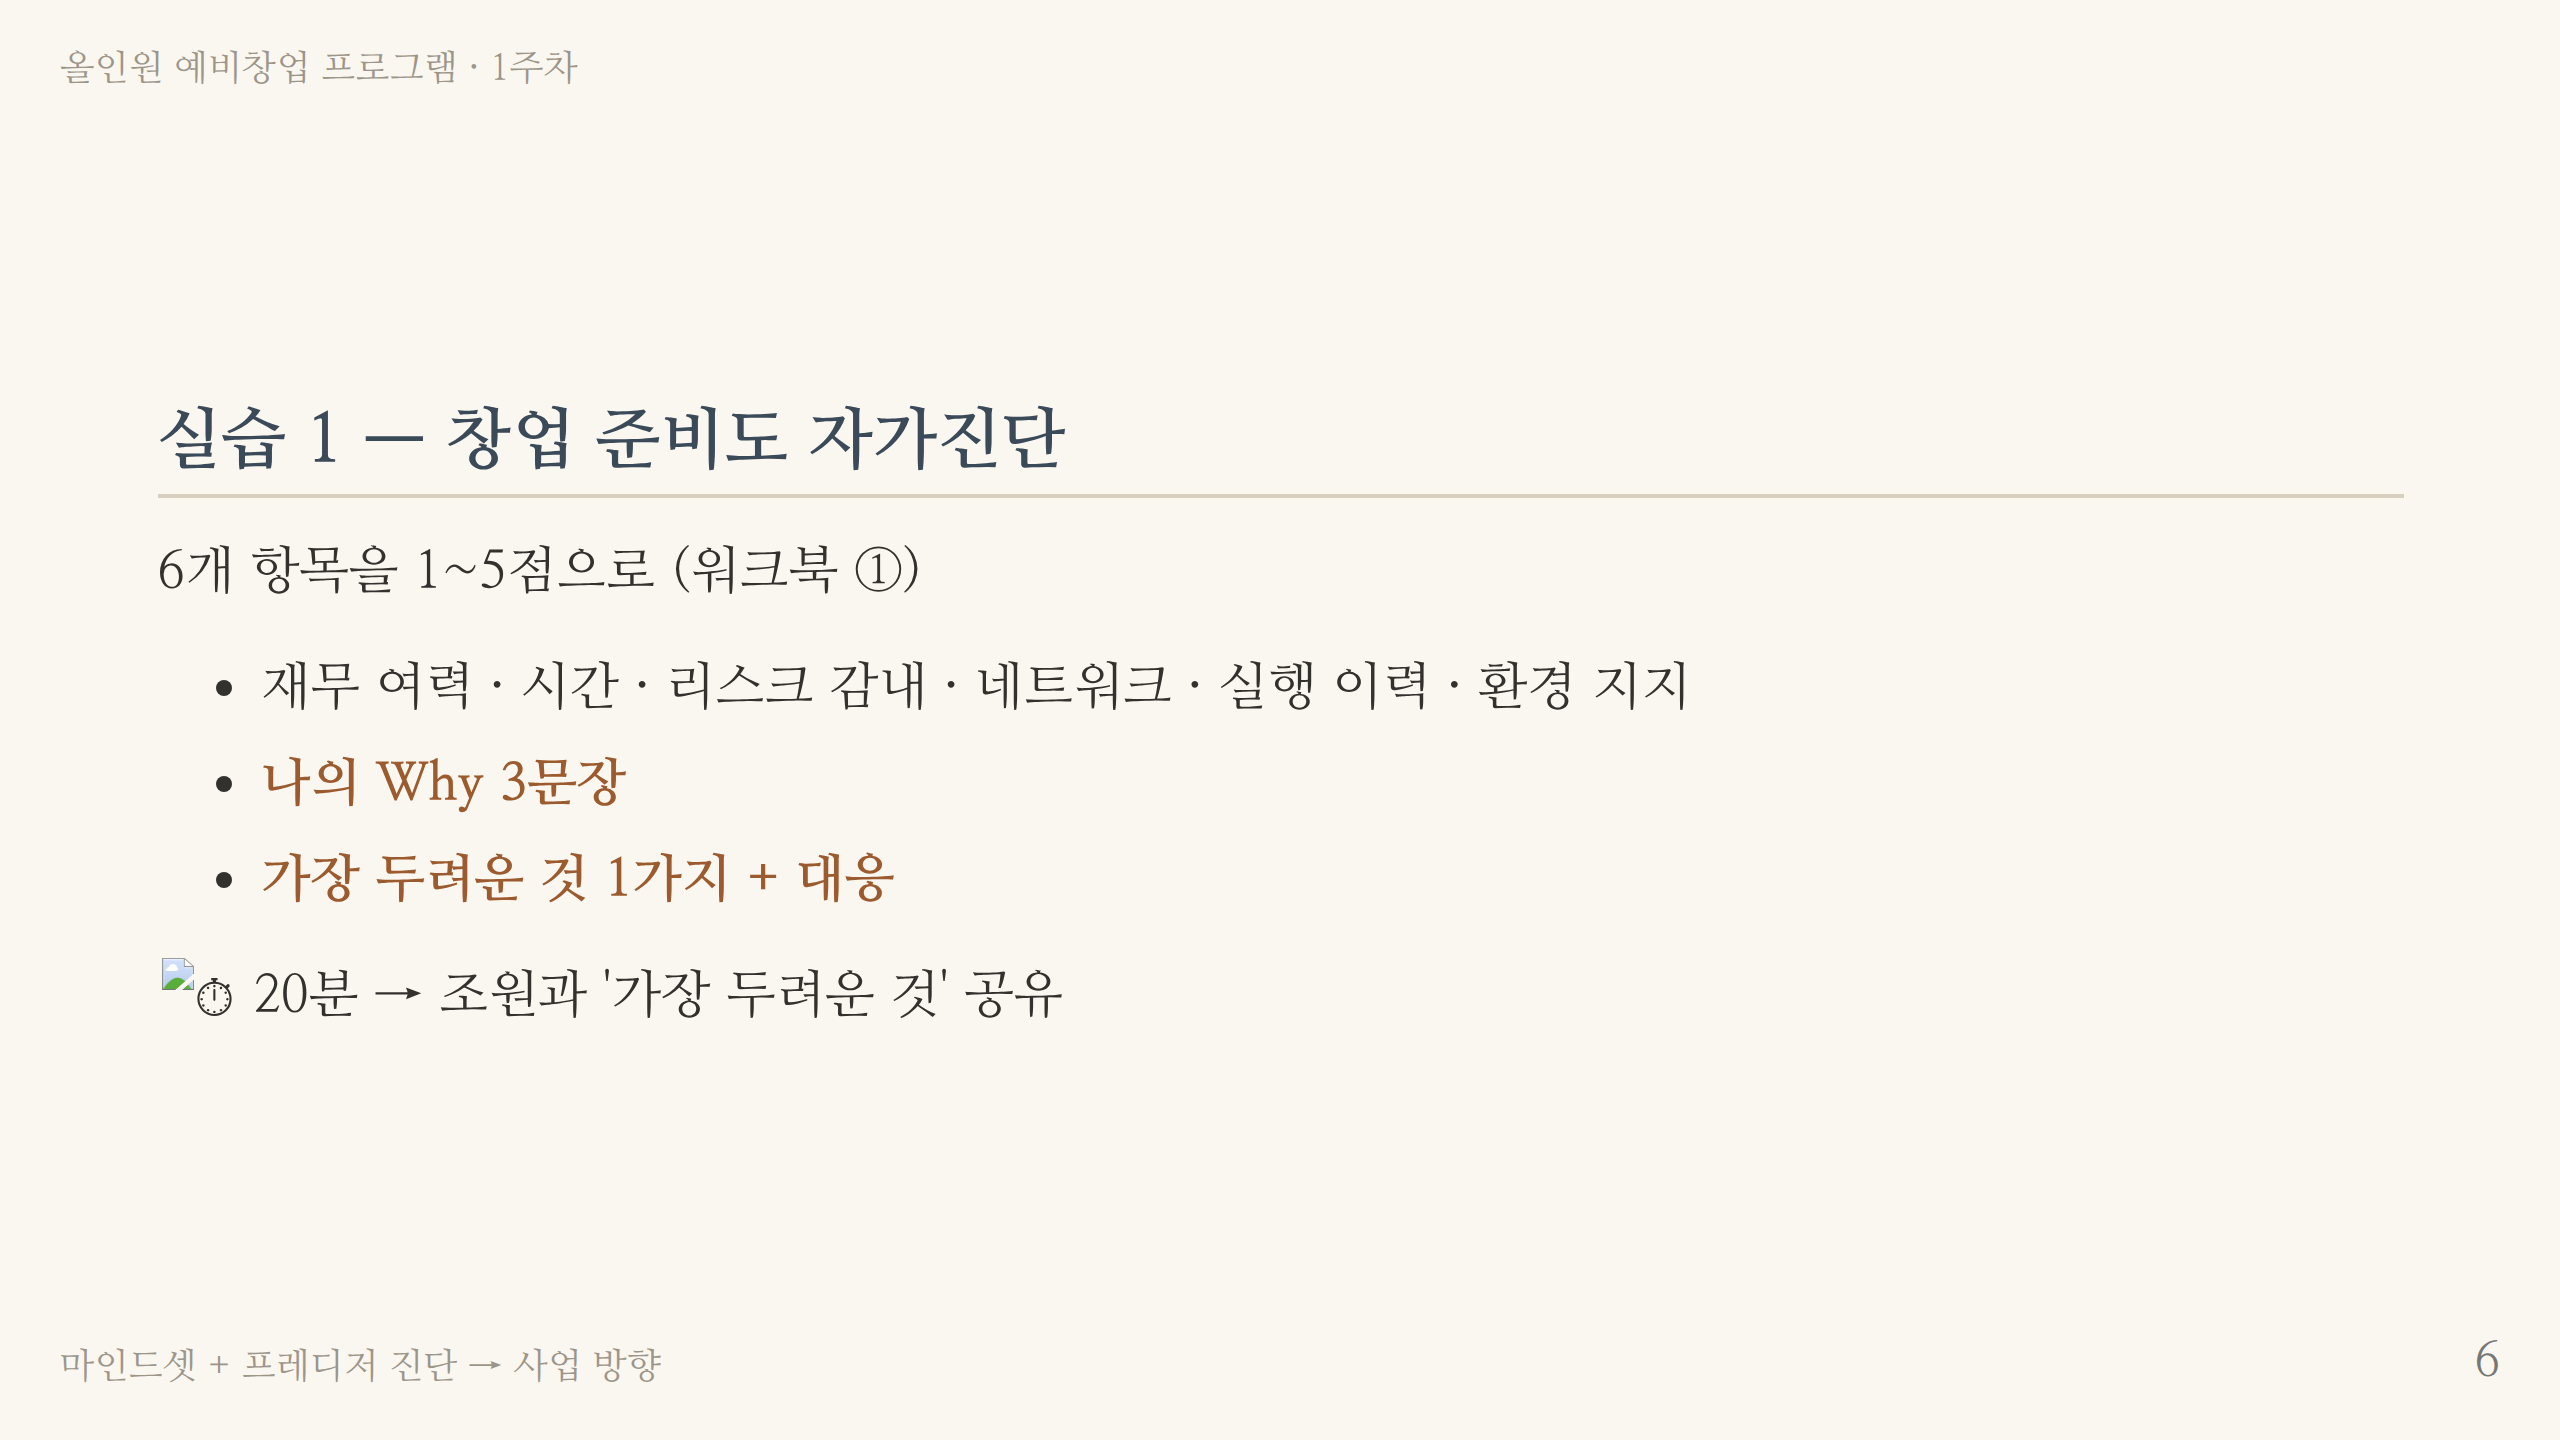 올인원 예비창업 프로그램 · 1주차
실습 1 — 창업 준비도 자가진단
6개 항목을 1~5점으로 (워크북 ①)
• 재무 여력 · 시간 · 리스크 감내 · 네트워크 · 실행 이력 · 환경 지지
• 나의 Why 3문장
• 가장 두려운 것 1가지 + 대응
⏱ 20분 → 조원과 '가장 두려운 것' 공유
마인드셋 + 프레디저 진단 → 사업 방향
6